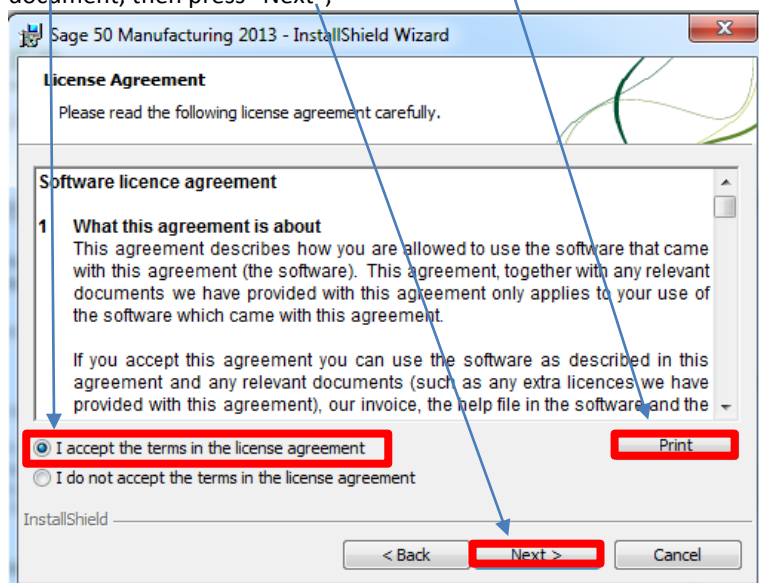 document, then press "Next",
Sage 50 Manufacturing 2013 - InstallShield Wizard
License Agreement
Please read the following license agreement carefully.
Software licence agreement
1 What this agreement is about
This agreement describes how you are allowed to use the software that came
with this agreement (the software). This agreement, together with any relevant
documents we have provided with this agreement only applies to your use of
the software which came with this agreement.
If you accept this agreement you can use the software as described in this
agreement and any relevant documents (such as any extra licences we have
provided with this agreement), our invoice, the help file in the software and the
I accept the terms in the license agreement
Print
I do not accept the terms in the license agreement
InstallShield
< Back
Next >
Cancel